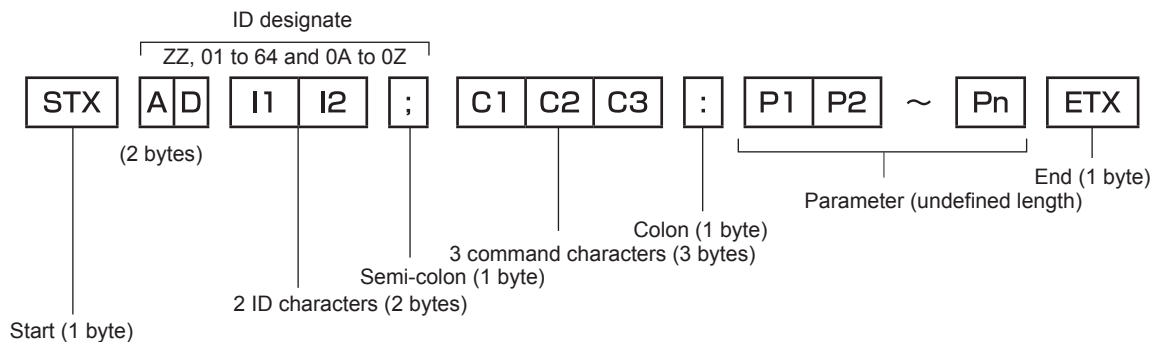 ID designate
ZZ, 01 to 64 and 0A to 0Z
STX A D I1 I2 ; C1 C2 C3 : P1 P2 ～ Pn ETX
(2 bytes)
End (1 byte)
Parameter (undefined length)
Colon (1 byte)
3 command characters (3 bytes)
Semi-colon (1 byte)
2 ID characters (2 bytes)
Start (1 byte)